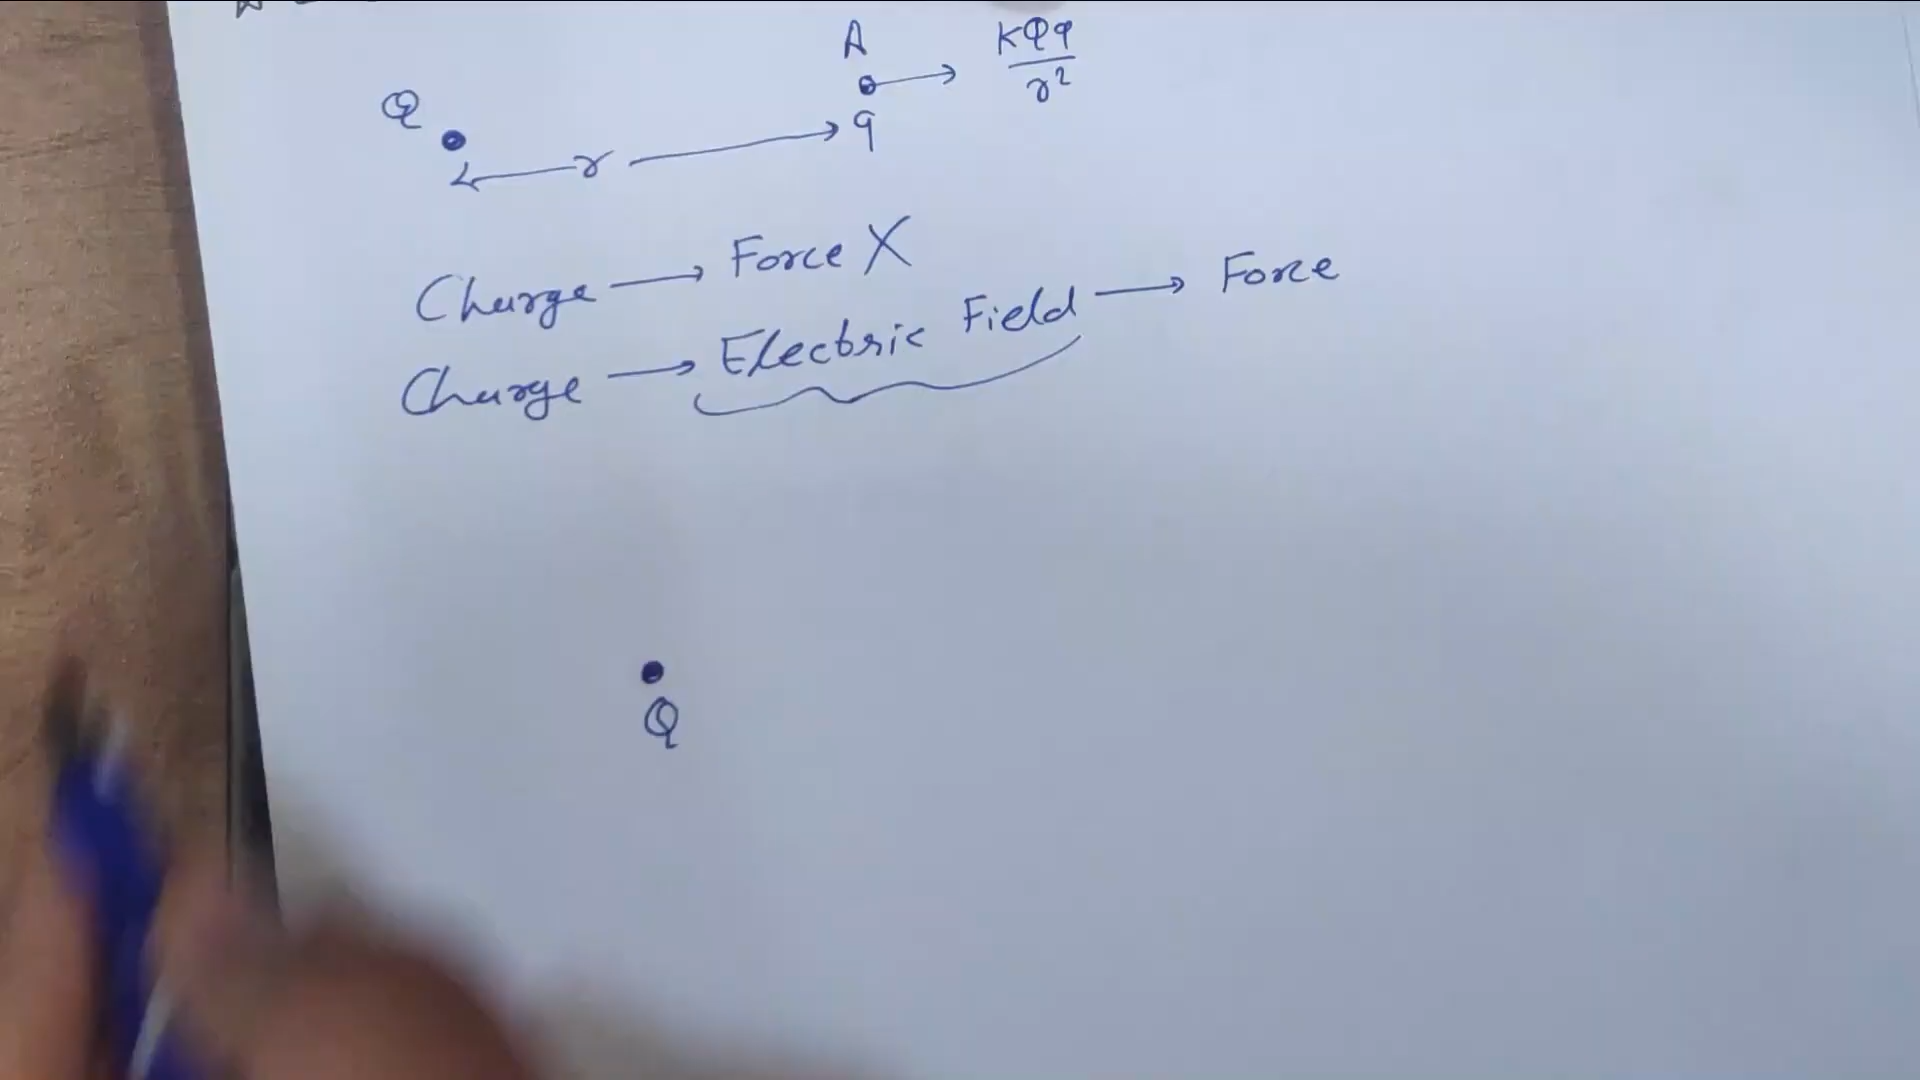 A
kQq
r²
Q
q
r
Charge → Force X
Charge → Electric Field → Force
Q